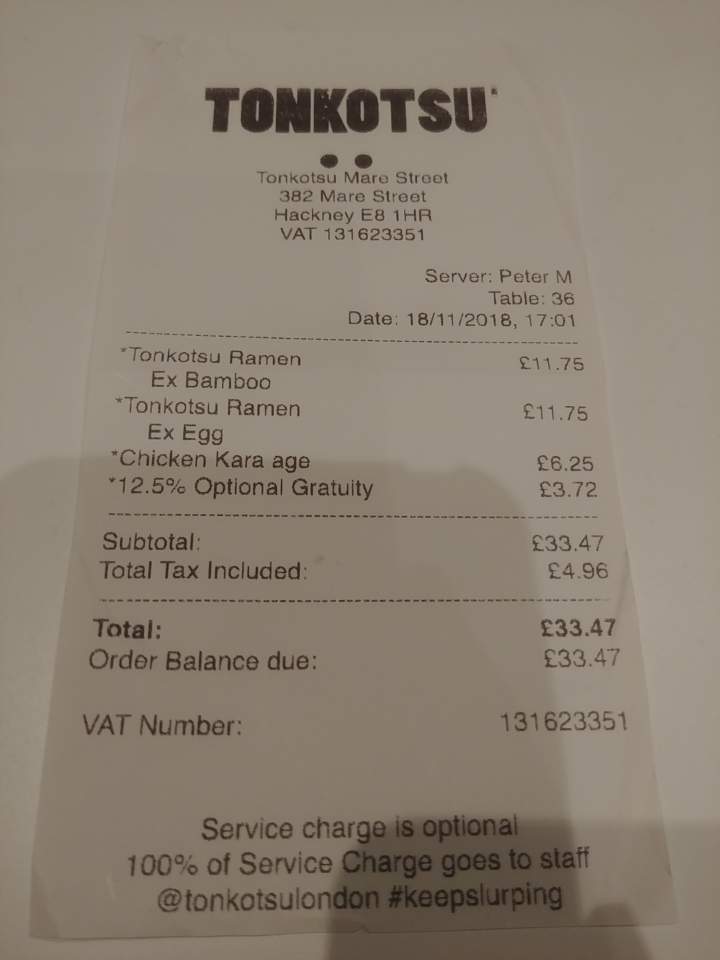 TONKOTSU
Tonkotsu Mare Street
382 Mare Street
Hackney E8 1HR
VAT 131623351
Server: Peter M
Table: 36
Date: 18/11/2018, 17:01
*Tonkotsu Ramen £11.75
Ex Bamboo
*Tonkotsu Ramen £11.75
Ex Egg
*Chicken Kara age £6.25
*12.5% Optional Gratuity £3.72
Subtotal: £33.47
Total Tax Included: £4.96
Total: £33.47
Order Balance due: £33.47
VAT Number: 131623351
Service charge is optional
100% of Service Charge goes to staff
@tonkotsulondon #keepslurping